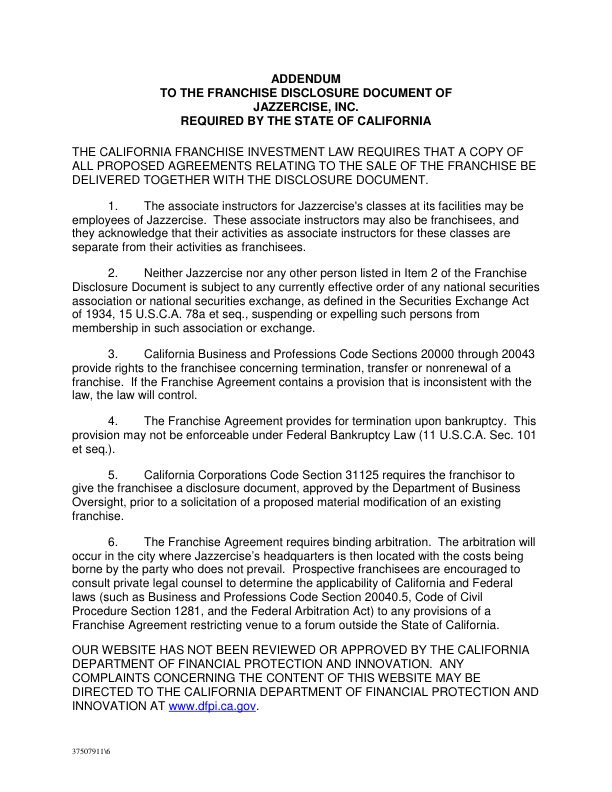 ADDENDUM
TO THE FRANCHISE DISCLOSURE DOCUMENT OF
JAZZERCISE, INC.
REQUIRED BY THE STATE OF CALIFORNIA
THE CALIFORNIA FRANCHISE INVESTMENT LAW REQUIRES THAT A COPY OF
ALL PROPOSED AGREEMENTS RELATING TO THE SALE OF THE FRANCHISE BE
DELIVERED TOGETHER WITH THE DISCLOSURE DOCUMENT.
1. The associate instructors for Jazzercise's classes at its facilities may be
employees of Jazzercise. These associate instructors may also be franchisees, and
they acknowledge that their activities as associate instructors for these classes are
separate from their activities as franchisees.
2. Neither Jazzercise nor any other person listed in Item 2 of the Franchise
Disclosure Document is subject to any currently effective order of any national securities
association or national securities exchange, as defined in the Securities Exchange Act
of 1934, 15 U.S.C.A. 78a et seq., suspending or expelling such persons from
membership in such association or exchange.
3. California Business and Professions Code Sections 20000 through 20043
provide rights to the franchisee concerning termination, transfer or nonrenewal of a
franchise. If the Franchise Agreement contains a provision that is inconsistent with the
law, the law will control.
4. The Franchise Agreement provides for termination upon bankruptcy. This
provision may not be enforceable under Federal Bankruptcy Law (11 U.S.C.A. Sec. 101
et seq.).
5. California Corporations Code Section 31125 requires the franchisor to
give the franchisee a disclosure document, approved by the Department of Business
Oversight, prior to a solicitation of a proposed material modification of an existing
franchise.
6. The Franchise Agreement requires binding arbitration. The arbitration will
occur in the city where Jazzercise's headquarters is then located with the costs being
borne by the party who does not prevail. Prospective franchisees are encouraged to
consult private legal counsel to determine the applicability of California and Federal
laws (such as Business and Professions Code Section 20040.5, Code of Civil
Procedure Section 1281, and the Federal Arbitration Act) to any provisions of a
Franchise Agreement restricting venue to a forum outside the State of California.
OUR WEBSITE HAS NOT BEEN REVIEWED OR APPROVED BY THE CALIFORNIA
DEPARTMENT OF FINANCIAL PROTECTION AND INNOVATION. ANY
COMPLAINTS CONCERNING THE CONTENT OF THIS WEBSITE MAY BE
DIRECTED TO THE CALIFORNIA DEPARTMENT OF FINANCIAL PROTECTION AND
INNOVATION AT www.dfpi.ca.gov.
37507911\6